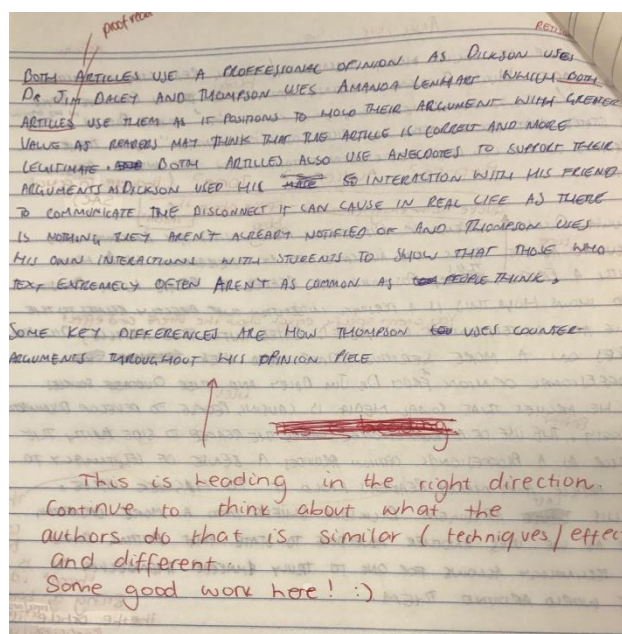 proof read
BOTH ARTICLES USE A PROFFESSIONAL OPINION AS DICKSON USES
DR JIM DALEY AND THOMPSON USES AMANDA LENHART WHICH BOTH
ARTICLES USE THEM AS IF POSITIONS TO HOLD THEIR ARGUMENT WITH GREATER
VALUE AS READERS MAY THINK THAT THE ARTICLE IS CORRECT AND MORE
LEGITIMATE. BOTH ARTICLES ALSO USE ANECDOTES TO SUPPORT THEIR
ARGUMENTS AS DICKSON USED HIS INTERACTION WITH HIS FRIEND
TO COMMUNICATE THE DISCONNECT IT CAN CAUSE IN REAL LIFE AS THERE
IS NOTHING THEY AREN'T ALREADY NOTIFIED OF AND THOMPSON USES
HIS OWN INTERACTIONS WITH STUDENTS TO SHOW THAT THOSE WHO
TEXT EXTREMELY OFTEN AREN'T AS COMMON AS PEOPLE THINK.
SOME KEY DIFFERENCES ARE HOW THOMPSON USES COUNTER-
ARGUMENTS THROUGHOUT HIS OPINION PIECE
This is heading in the right direction.
Continue to think about what the
authors do that is similar (techniques/effec
and different
Some good work here! :)